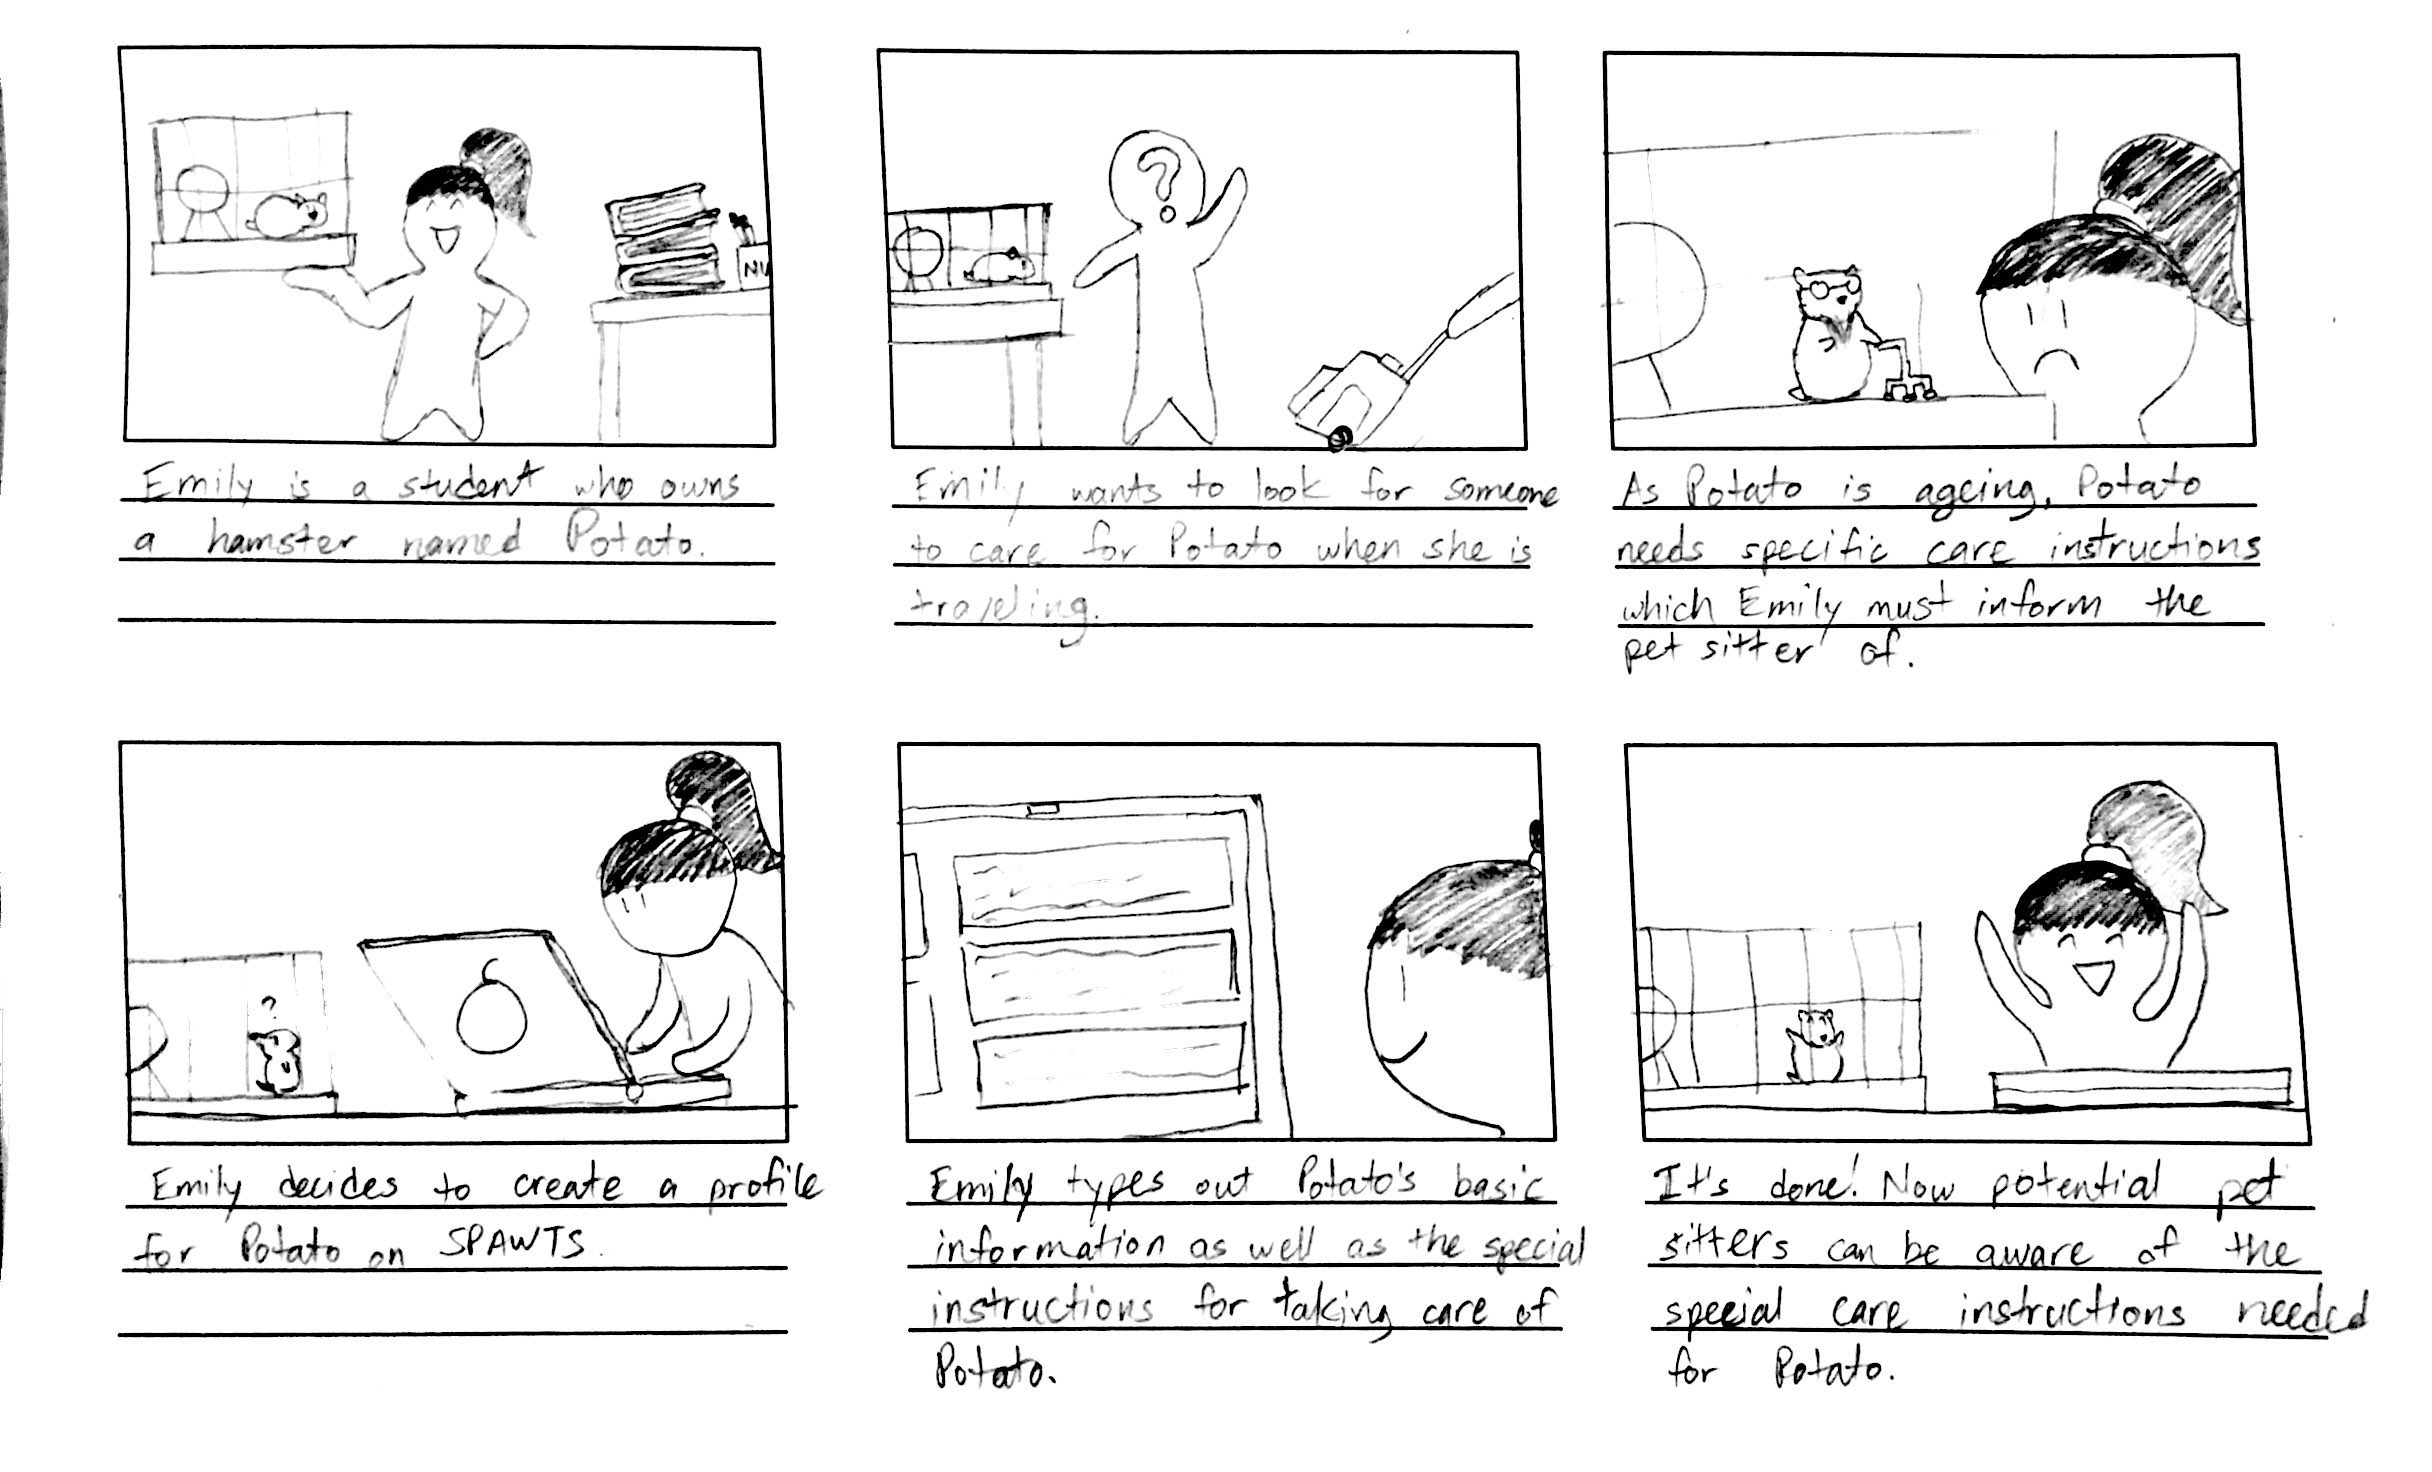 NU
?
Emily is a student who owns
a hamster named Potato.
Emily wants to look for someone
to care for Potato when she is
traveling.
As Potato is ageing, Potato
needs specific care instructions
which Emily must inform the
pet sitter of.
?
Emily decides to create a profile
for Potato on SPAWTS.
Emily types out Potato's basic
information as well as the special
instructions for taking care of
Potato.
It's done! Now potential pet
sitters can be aware of the
special care instructions needed
for Potato.